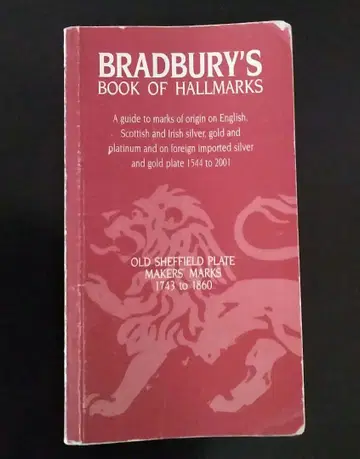 BRADBURY'S
BOOK OF HALLMARKS
A guide to marks of origin on English,
Scottish and Irish silver, gold and
platinum and on foreign imported silver
and gold plate 1544 to 2001
OLD SHEFFIELD PLATE
MAKERS' MARKS
1743 to 1860